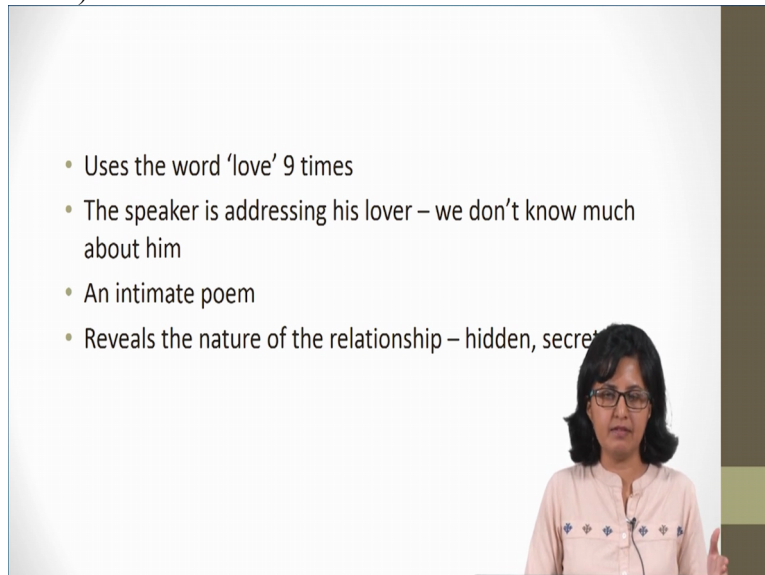 Uses the word ‘love’ 9 times
The speaker is addressing his lover – we don’t know much
about him
An intimate poem
Reveals the nature of the relationship – hidden,